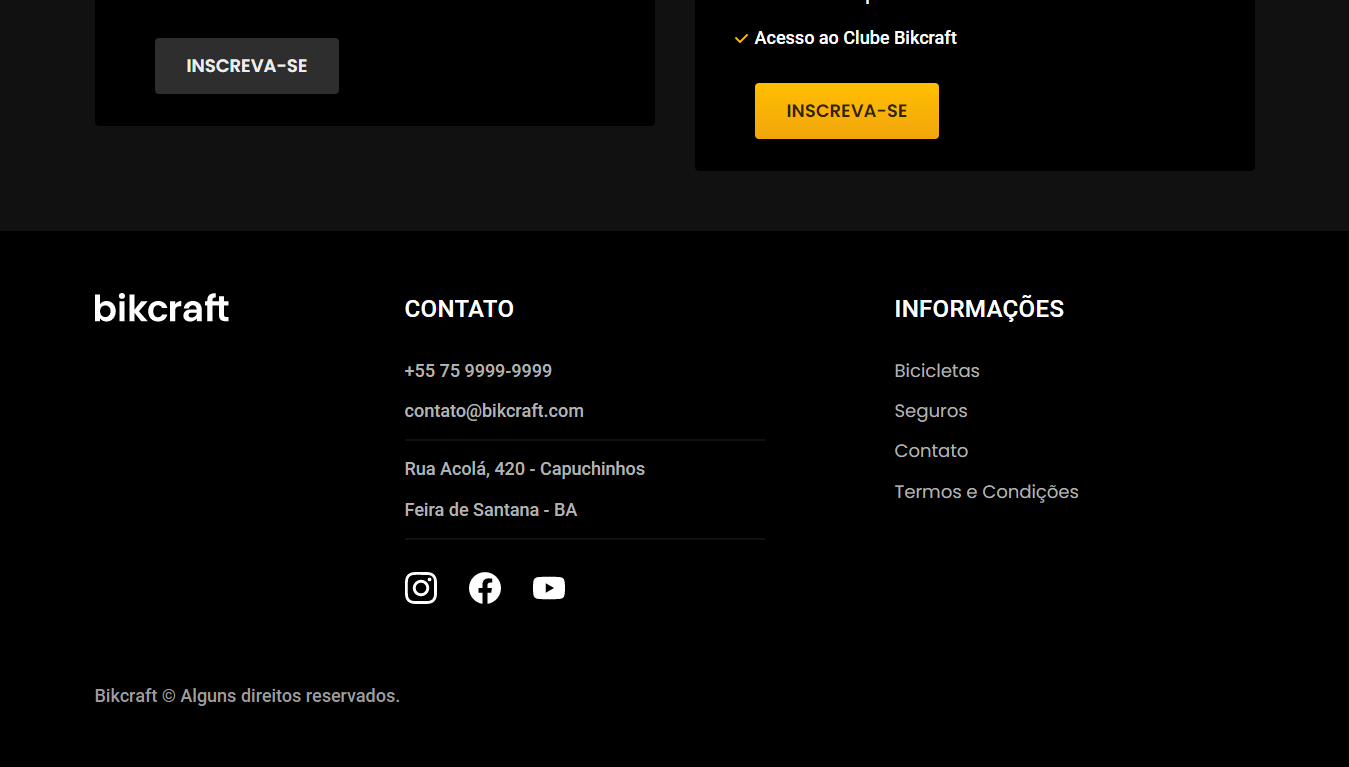 INSCREVA-SE
Acesso ao Clube Bikcraft
INSCREVA-SE
bikcraft
CONTATO
+55 75 9999-9999
contato@bikcraft.com
Rua Acolá, 420 - Capuchinhos
Feira de Santana - BA
INFORMAÇÕES
Bicicletas
Seguros
Contato
Termos e Condições
Bikcraft © Alguns direitos reservados.